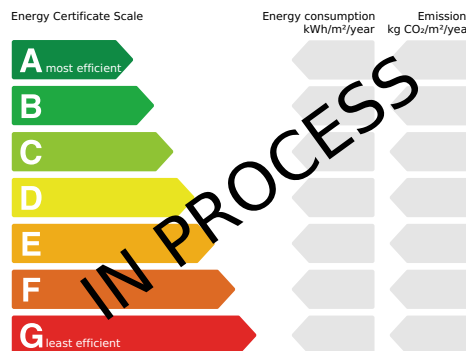 Energy Certificate Scale
Energy consumption
kWh/m²/year
Emission
kg CO₂/m²/year
A most efficient
B
C
D
E
F
G least efficient
IN PROCESS